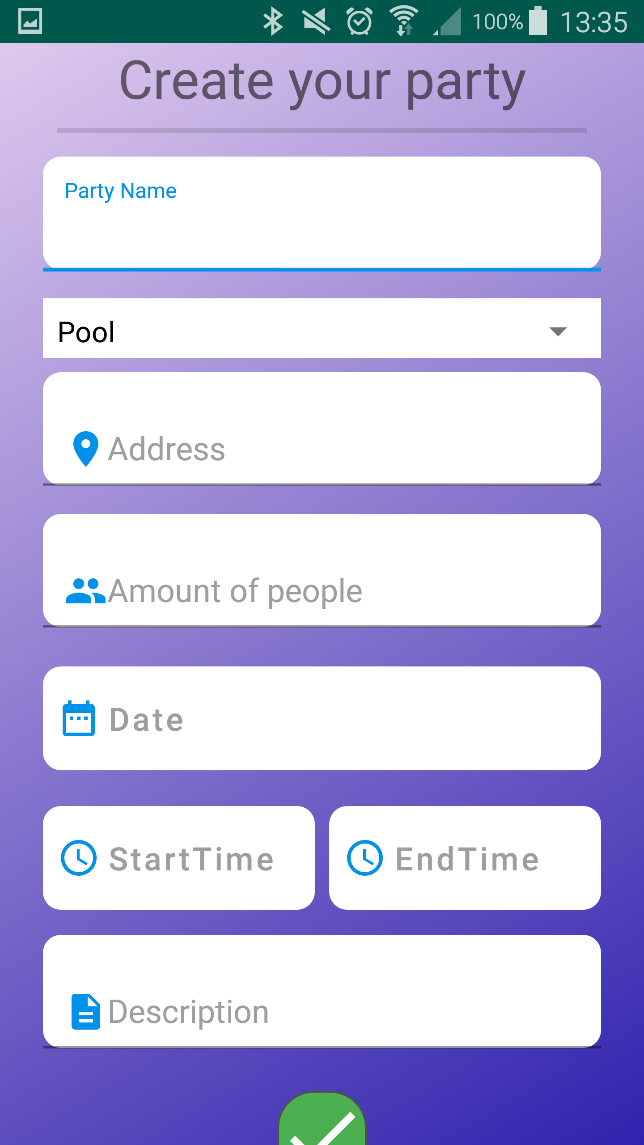 100% 13:35
Create your party
Party Name
Pool
Address
Amount of people
Date
StartTime EndTime
Description